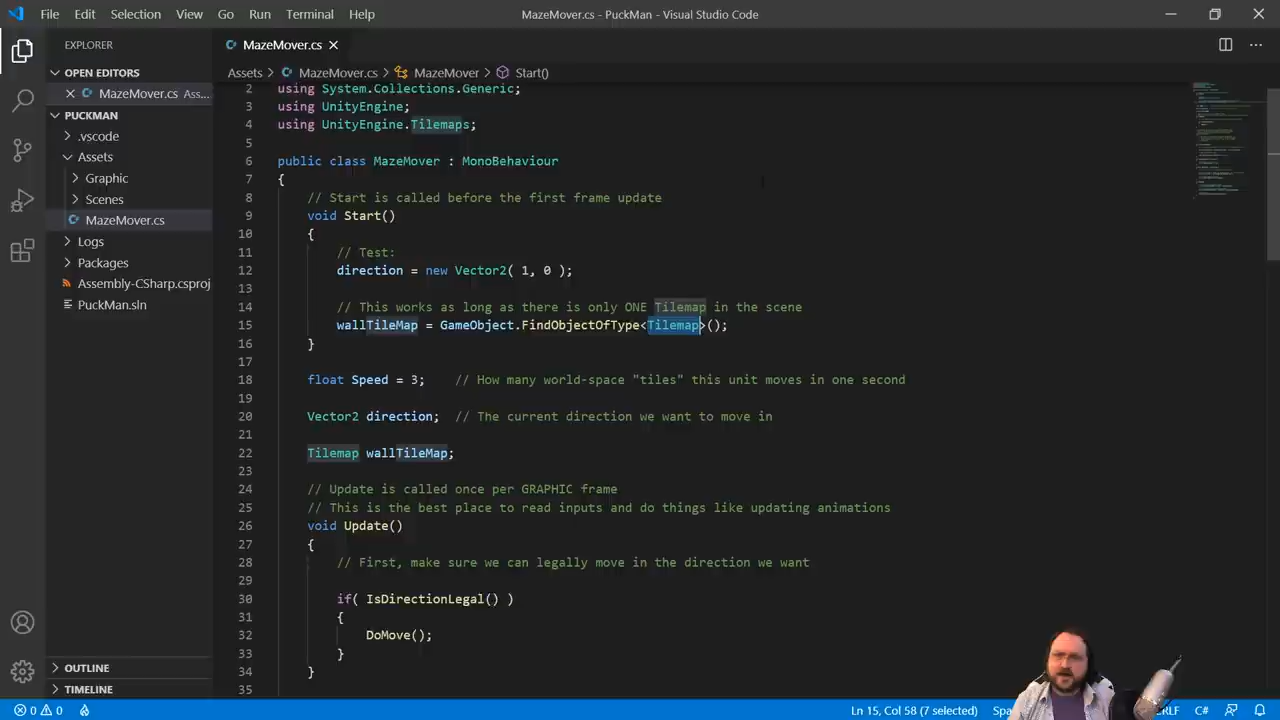 File Edit Selection View Go Run Terminal Help
MazeMover.cs - PuckMan - Visual Studio Code
EXPLORER
MazeMover.cs
OPEN EDITORS
MazeMover.cs Ass...
PUCKMAN
.vscode
Assets
Graphic
Scenes
MazeMover.cs
Logs
Packages
Assembly-CSharp.csproj
PuckMan.sln
OUTLINE
TIMELINE
Assets > MazeMover.cs > MazeMover > Start()
2 using System.Collections.Generic;
3 using UnityEngine;
4 using UnityEngine.Tilemaps;
5
6 public class MazeMover : MonoBehaviour
7 {
8 // Start is called before the first frame update
9 void Start()
10 {
11 // Test:
12 direction = new Vector2( 1, 0 );
13
14 // This works as long as there is only ONE Tilemap in the scene
15 wallTileMap = GameObject.FindObjectOfType<Tilemap>();
16 }
17
18 float Speed = 3; // How many world-space "tiles" this unit moves in one second
19
20 Vector2 direction; // The current direction we want to move in
21
22 Tilemap wallTileMap;
23
24 // Update is called once per GRAPHIC frame
25 // This is the best place to read inputs and do things like updating animations
26 void Update()
27 {
28 // First, make sure we can legally move in the direction we want
29
30 if( IsDirectionLegal() )
31 {
32 DoMove();
33 }
34 }
35
0 0 Ln 15, Col 58 (7 selected) Spa RLF C#